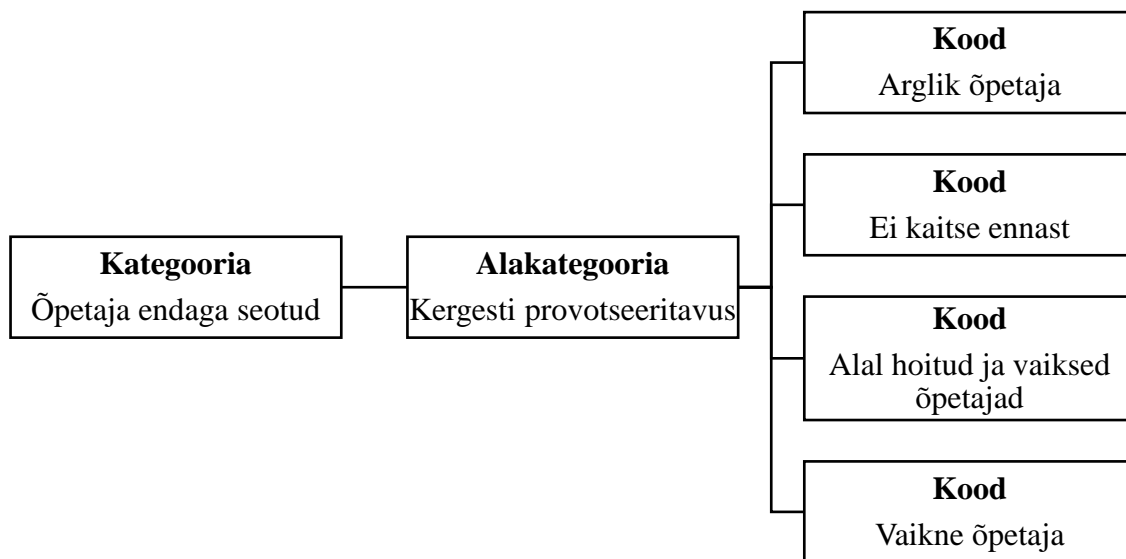 Kategooria
Õpetaja endaga seotud
Alakategooria
Kergesti provotseeritavus
Kood
Arglik õpetaja
Kood
Ei kaitse ennast
Kood
Alal hoitud ja vaiksed
õpetajad
Kood
Vaikne õpetaja